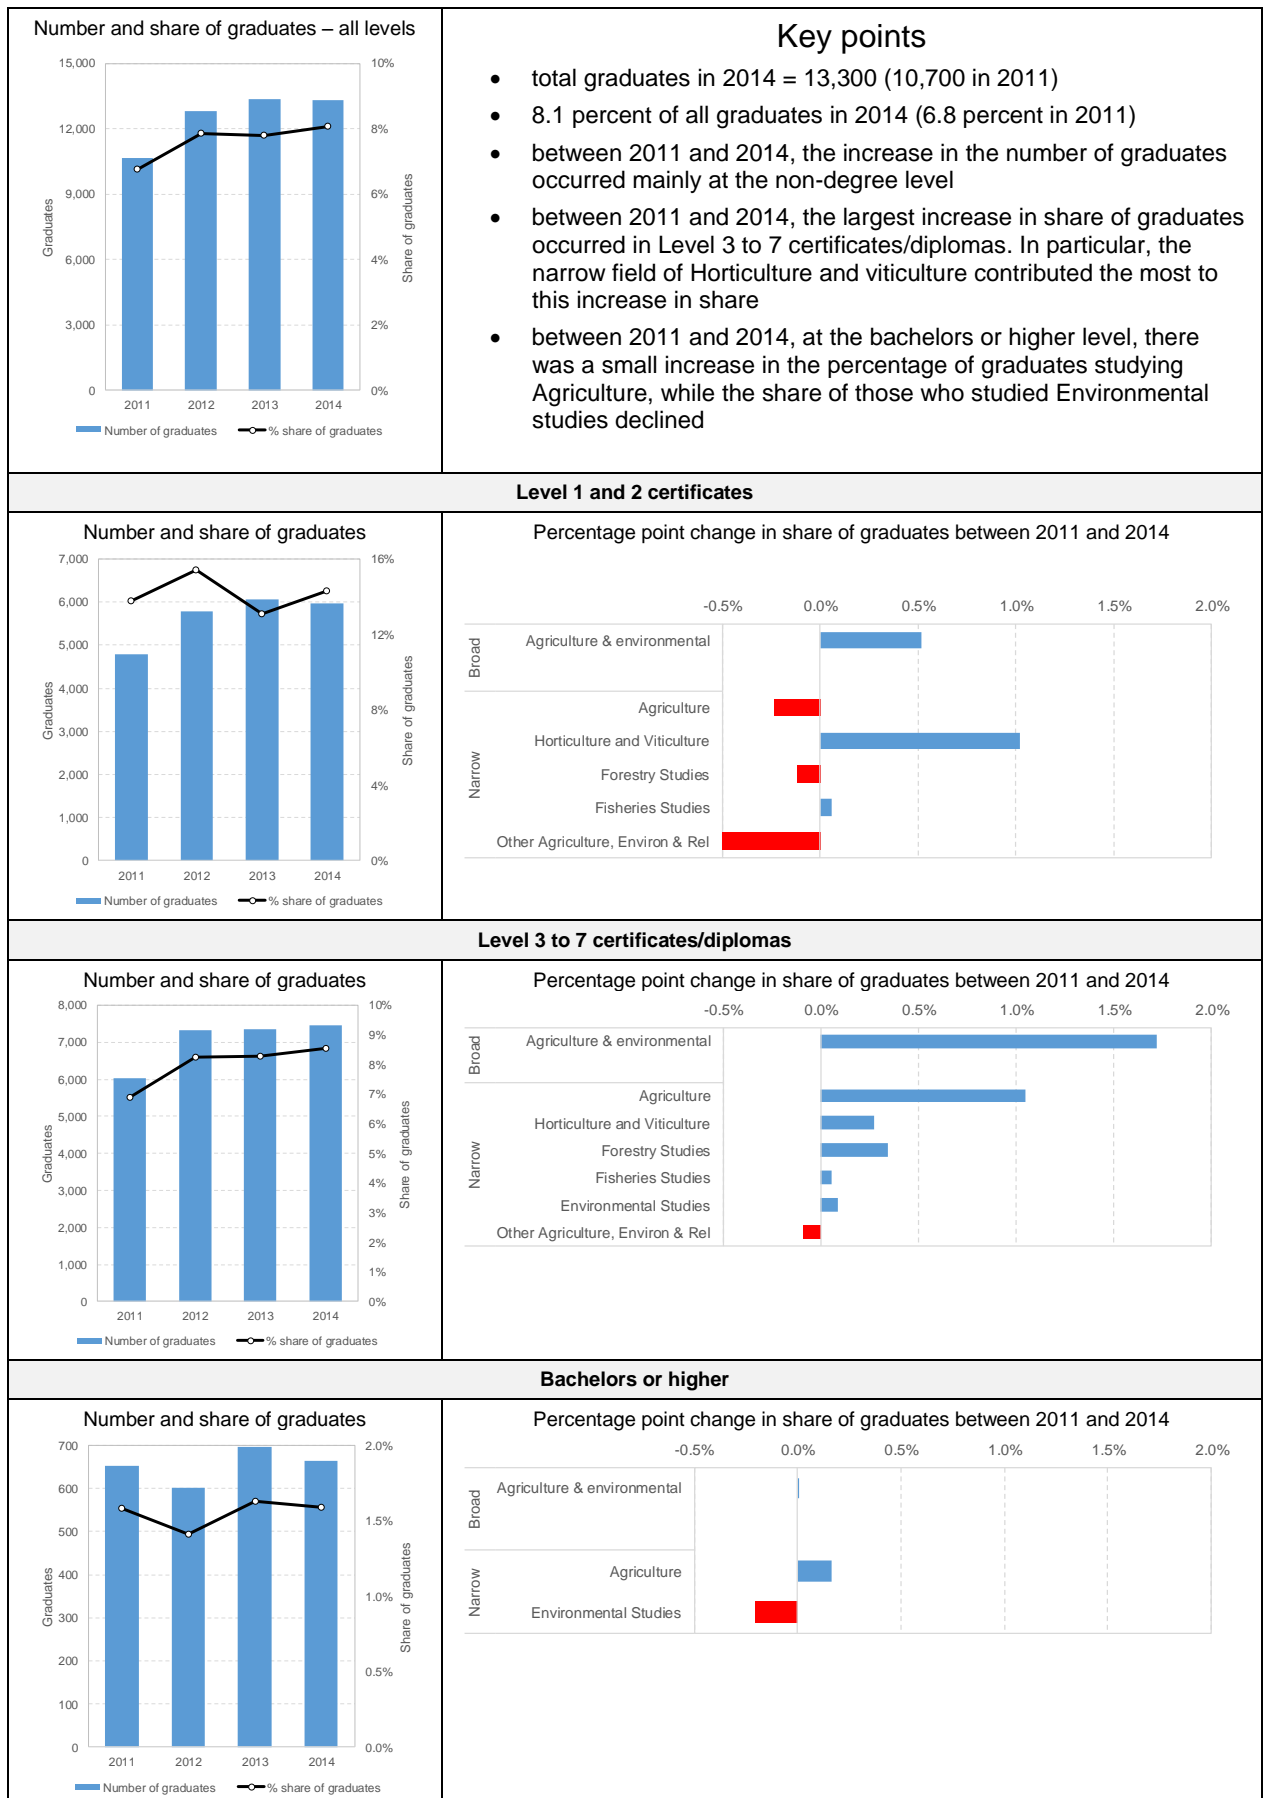 Number and share of graduates – all levels
15,000
12,000
9,000
6,000
3,000
0
10%
8%
6%
4%
2%
0%
Graduates
Share of graduates
2011 2012 2013 2014
Number of graduates % share of graduates
Key points
• total graduates in 2014 = 13,300 (10,700 in 2011)
• 8.1 percent of all graduates in 2014 (6.8 percent in 2011)
• between 2011 and 2014, the increase in the number of graduates
occurred mainly at the non-degree level
• between 2011 and 2014, the largest increase in share of graduates
occurred in Level 3 to 7 certificates/diplomas. In particular, the
narrow field of Horticulture and viticulture contributed the most to
this increase in share
• between 2011 and 2014, at the bachelors or higher level, there
was a small increase in the percentage of graduates studying
Agriculture, while the share of those who studied Environmental
studies declined
Level 1 and 2 certificates
Number and share of graduates
7,000
6,000
5,000
4,000
3,000
2,000
1,000
0
16%
12%
8%
4%
0%
Graduates
Share of graduates
2011 2012 2013 2014
Number of graduates % share of graduates
Percentage point change in share of graduates between 2011 and 2014
-0.5% 0.0% 0.5% 1.0% 1.5% 2.0%
Broad
Agriculture & environmental
Narrow
Agriculture
Horticulture and Viticulture
Forestry Studies
Fisheries Studies
Other Agriculture, Environ & Rel
Level 3 to 7 certificates/diplomas
Number and share of graduates
8,000
7,000
6,000
5,000
4,000
3,000
2,000
1,000
0
10%
9%
8%
7%
6%
5%
4%
3%
2%
1%
0%
Graduates
Share of graduates
2011 2012 2013 2014
Number of graduates % share of graduates
Percentage point change in share of graduates between 2011 and 2014
-0.5% 0.0% 0.5% 1.0% 1.5% 2.0%
Broad
Agriculture & environmental
Narrow
Agriculture
Horticulture and Viticulture
Forestry Studies
Fisheries Studies
Environmental Studies
Other Agriculture, Environ & Rel
Bachelors or higher
Number and share of graduates
700
600
500
400
300
200
100
0
2.0%
1.5%
1.0%
0.5%
0.0%
Graduates
Share of graduates
2011 2012 2013 2014
Number of graduates % share of graduates
Percentage point change in share of graduates between 2011 and 2014
-0.5% 0.0% 0.5% 1.0% 1.5% 2.0%
Broad
Agriculture & environmental
Narrow
Agriculture
Environmental Studies